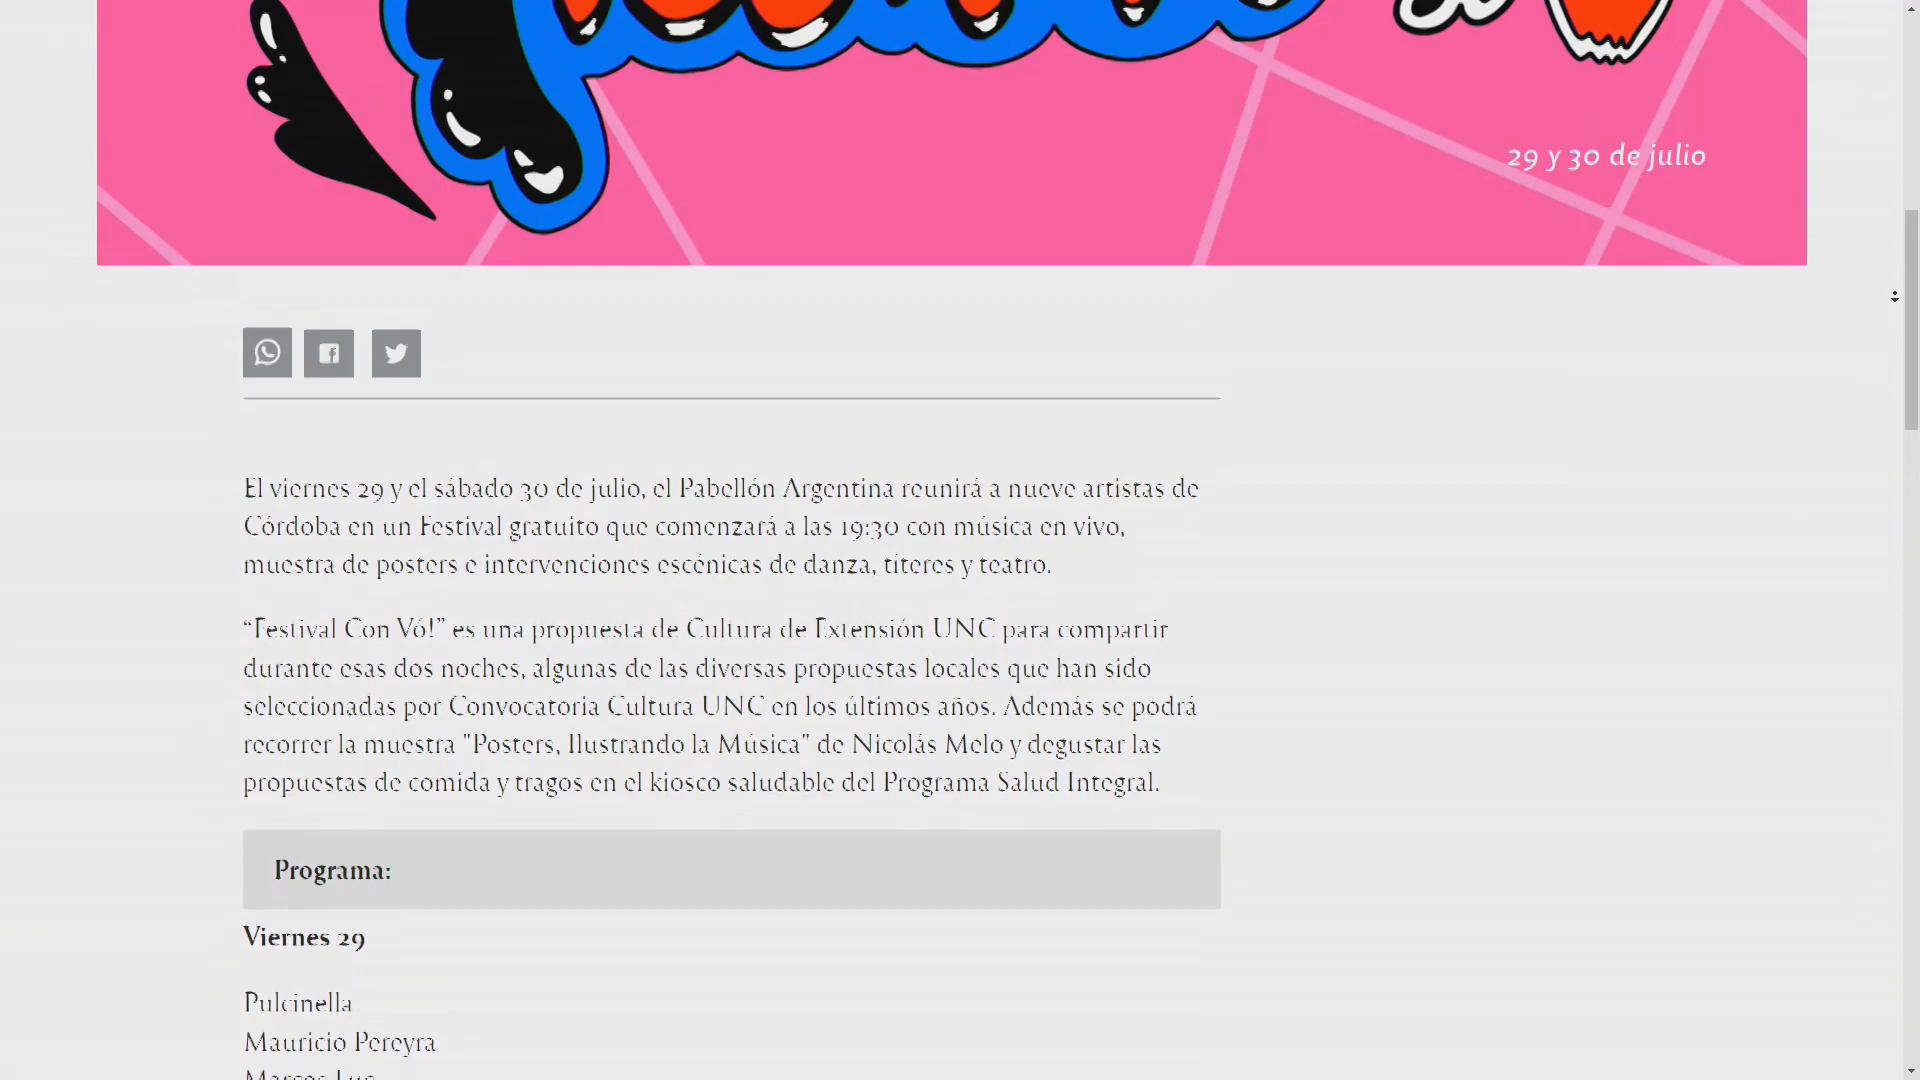 29 y 30 de julio
El viernes 29 y el sábado 30 de julio, el Pabellón Argentina reunirá a nueve artistas de
Córdoba en un Festival gratuito que comenzará a las 19:30 con música en vivo,
muestra de posters e intervenciones escénicas de danza, títeres y teatro.
“Festival Con Vó!” es una propuesta de Cultura de Extensión UNC para compartir
durante esas dos noches, algunas de las diversas propuestas locales que han sido
seleccionadas por Convocatoria Cultura UNC en los últimos años. Además se podrá
recorrer la muestra "Posters, Ilustrando la Música" de Nicolás Melo y degustar las
propuestas de comida y tragos en el kiosco saludable del Programa Salud Integral.
Programa:
Viernes 29
Pulcinella
Mauricio Pereyra